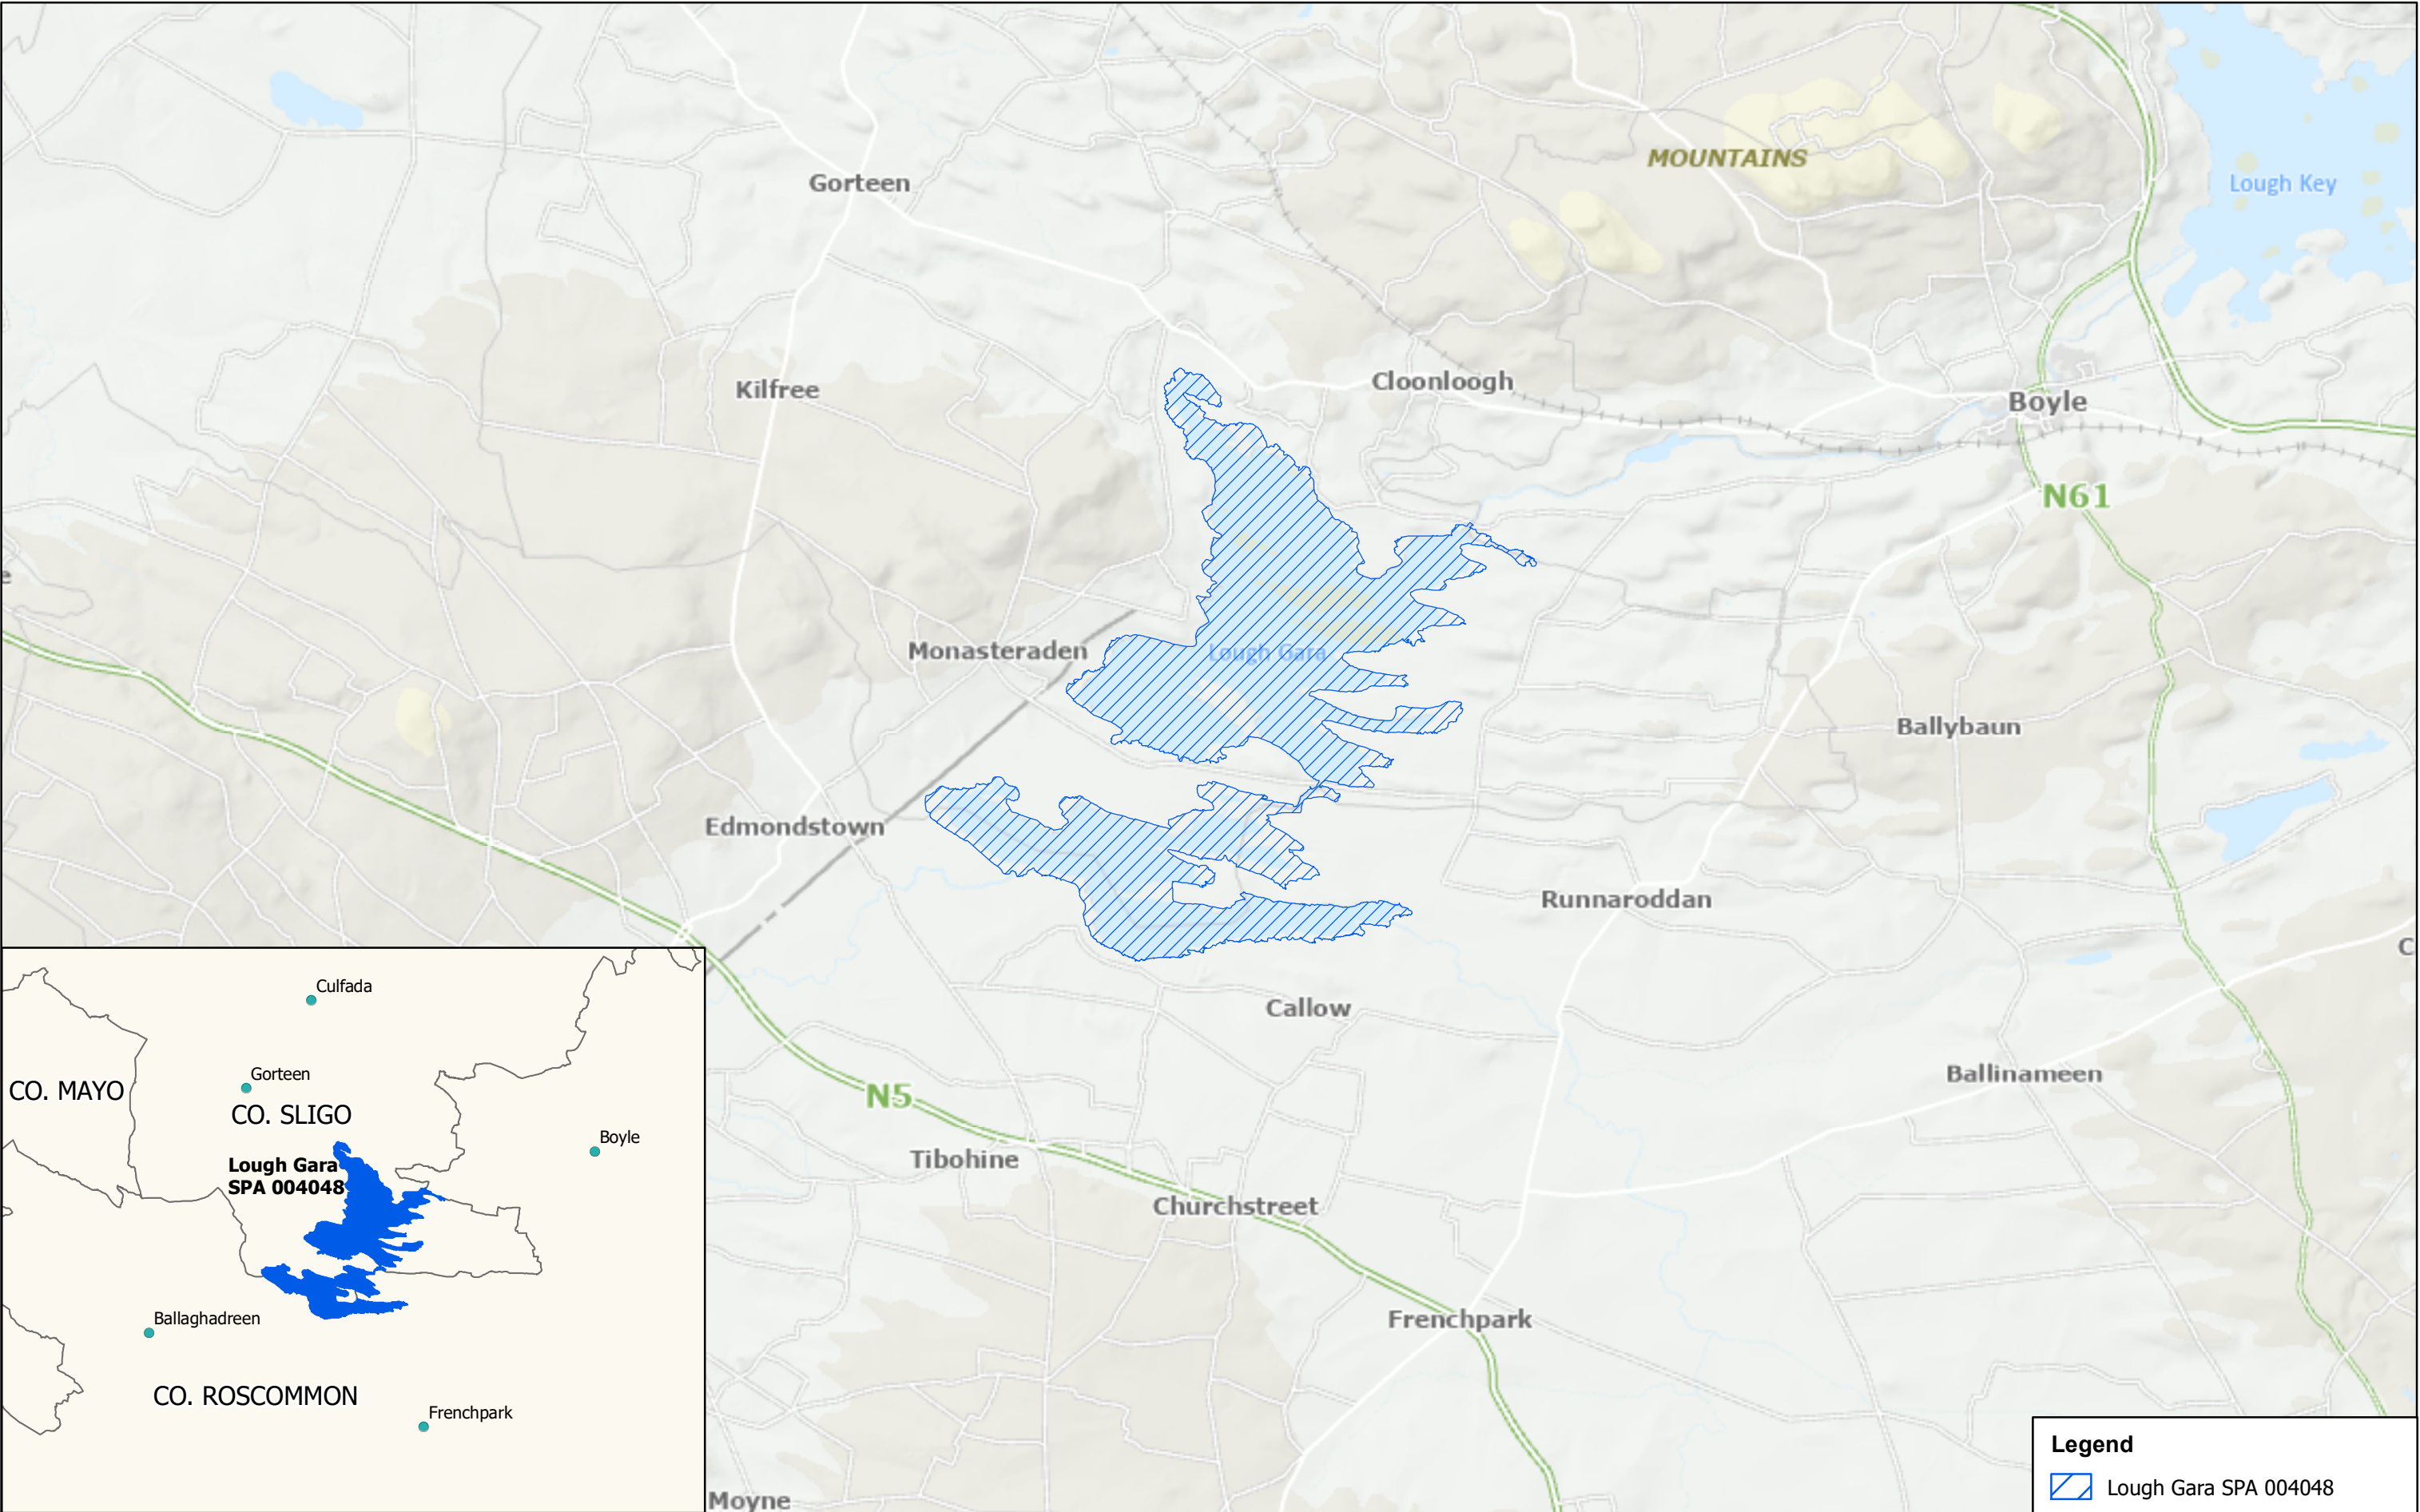 MOUNTAINS
Lough Key
Gorteen
Cloonloogh
Kilfree
Boyle
N61
Monasteraden
Lough Gara
Ballybaun
Edmondstown
Runnaroddan
Callow
Ballinameen
N5
Tibohine
Churchstreet
Frenchpark
Moyne
Culfada
Gorteen
CO. MAYO
CO. SLIGO
Boyle
Lough Gara
SPA 004048
Ballaghadreen
CO. ROSCOMMON
Frenchpark
Legend
Lough Gara SPA 004048